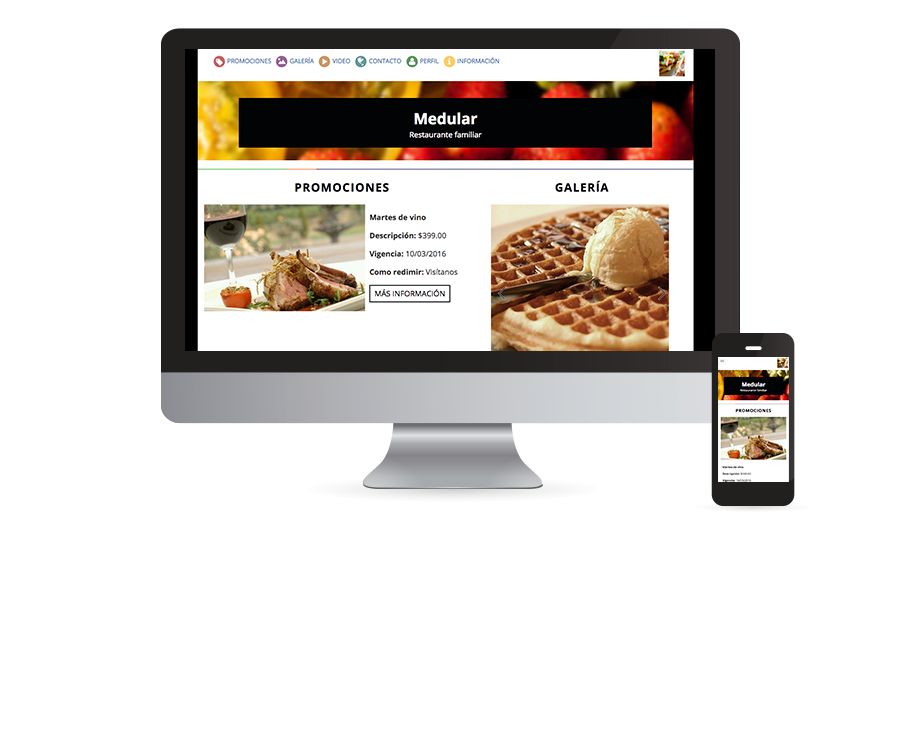 PROMOCIONES GALERÍA VIDEO CONTACTO PERFIL INFORMACIÓN
Medular
Restaurante familiar
PROMOCIONES
Martes de vino
Descripción: $399.00
Vigencia: 10/03/2016
Como redimir: Visítanos
MÁS INFORMACIÓN
GALERÍA
Medular
Restaurante familiar
PROMOCIONES
Martes de vino
Descripción: $399.00
Vigencia: 10/03/2016